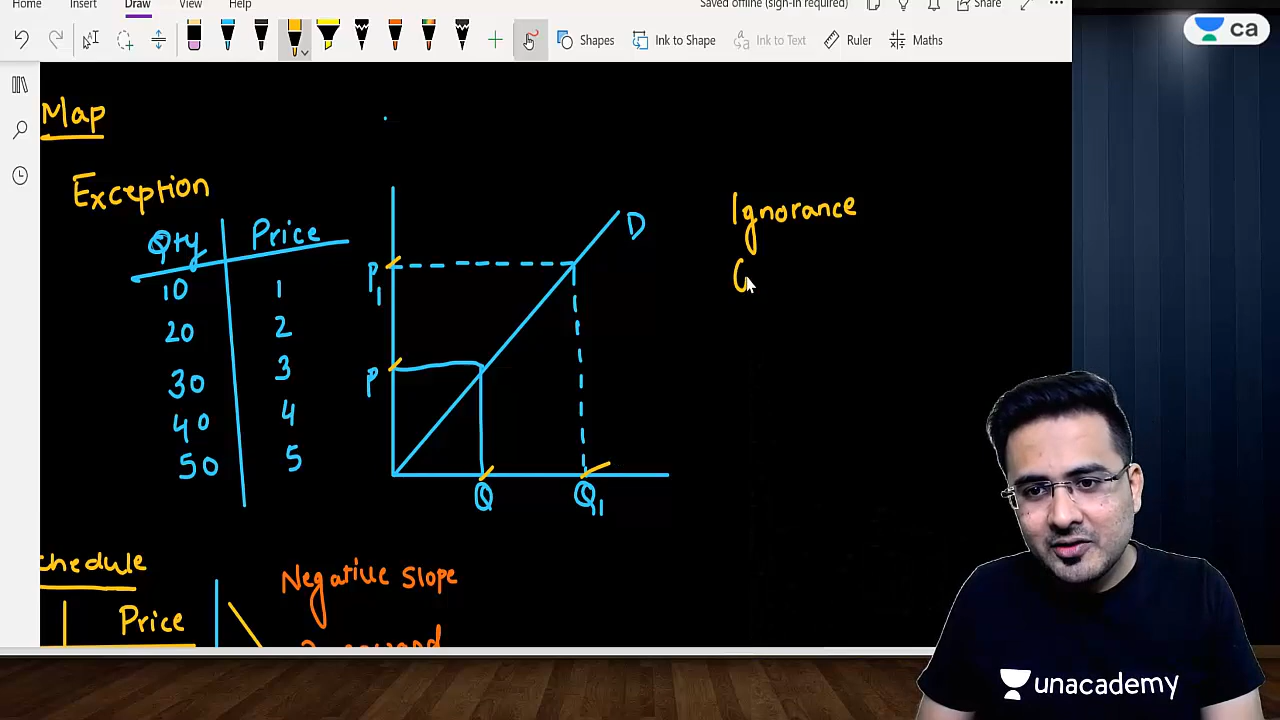 Home Insert Draw View Saved offline (sign-in required) Share
Shapes Ink to Shape Ink to Text Ruler Maths
ca
Map
Exception
Qty Price
10 1
20 2
30 3
40 4
50 5
P1
P
D
Q Q1
Ignorance
chedule
Price
Negative slope
unacademy